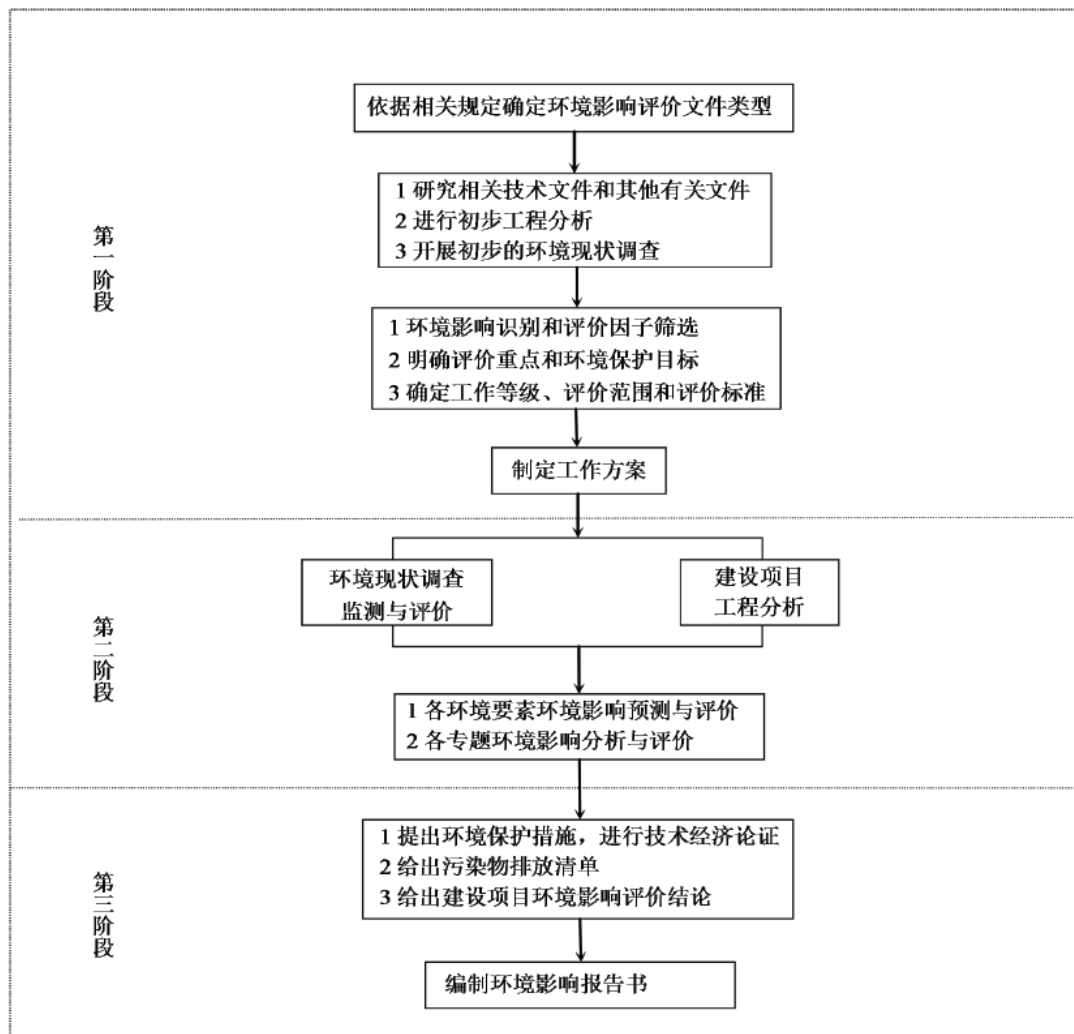 依据相关规定确定环境影响评价文件类型
1 研究相关技术文件和其他有关文件
2 进行初步工程分析
3 开展初步的环境现状调查
第一阶段
1 环境影响识别和评价因子筛选
2 明确评价重点和环境保护目标
3 确定工作等级、评价范围和评价标准
制定工作方案
环境现状调查
监测与评价
建设项目
工程分析
第二阶段
1 各环境要素环境影响预测与评价
2 各专题环境影响分析与评价
1 提出环境保护措施，进行技术经济论证
2 给出污染物排放清单
3 给出建设项目环境影响评价结论
第三阶段
编制环境影响报告书